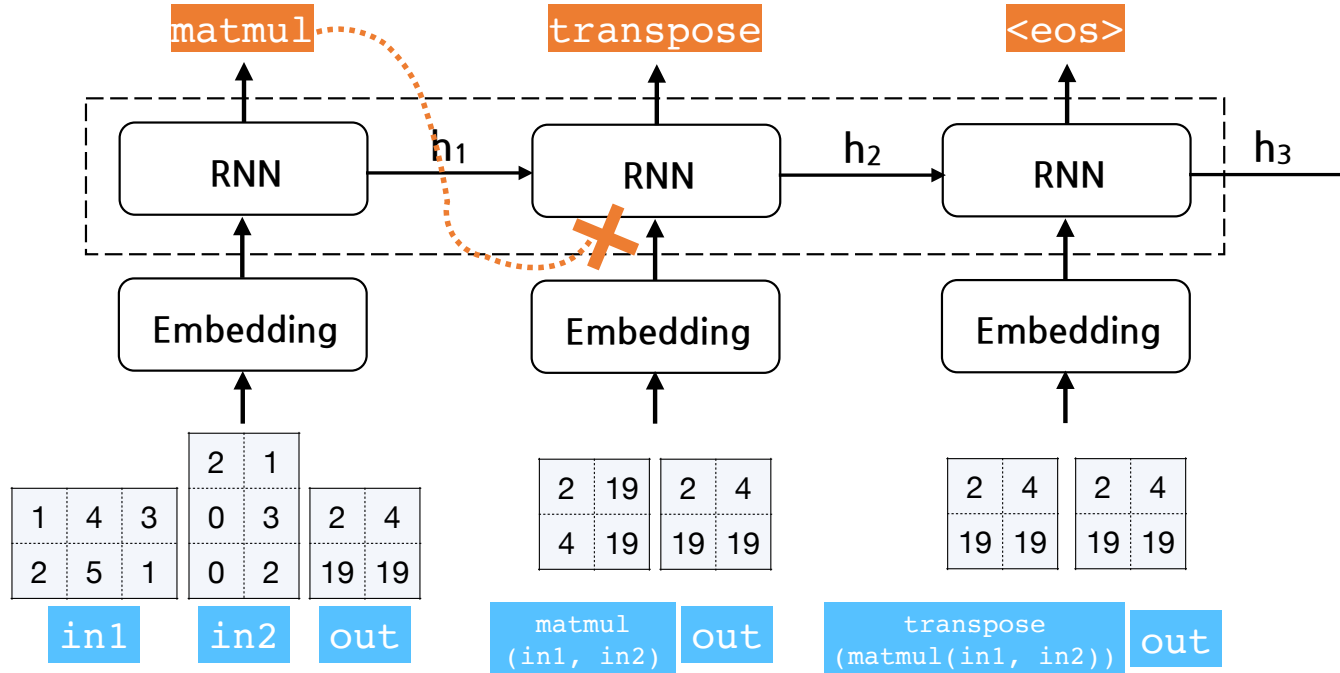 matmul transpose <eos>
RNN h1 RNN h2 RNN h3
Embedding Embedding Embedding
2 1
1 4 3 0 3 2 4
2 5 1 0 2 19 19
2 19 2 4
4 19 19 19
2 4 2 4
19 19 19 19
in1 in2 out
matmul
(in1, in2)
out
transpose
(matmul(in1, in2))
out